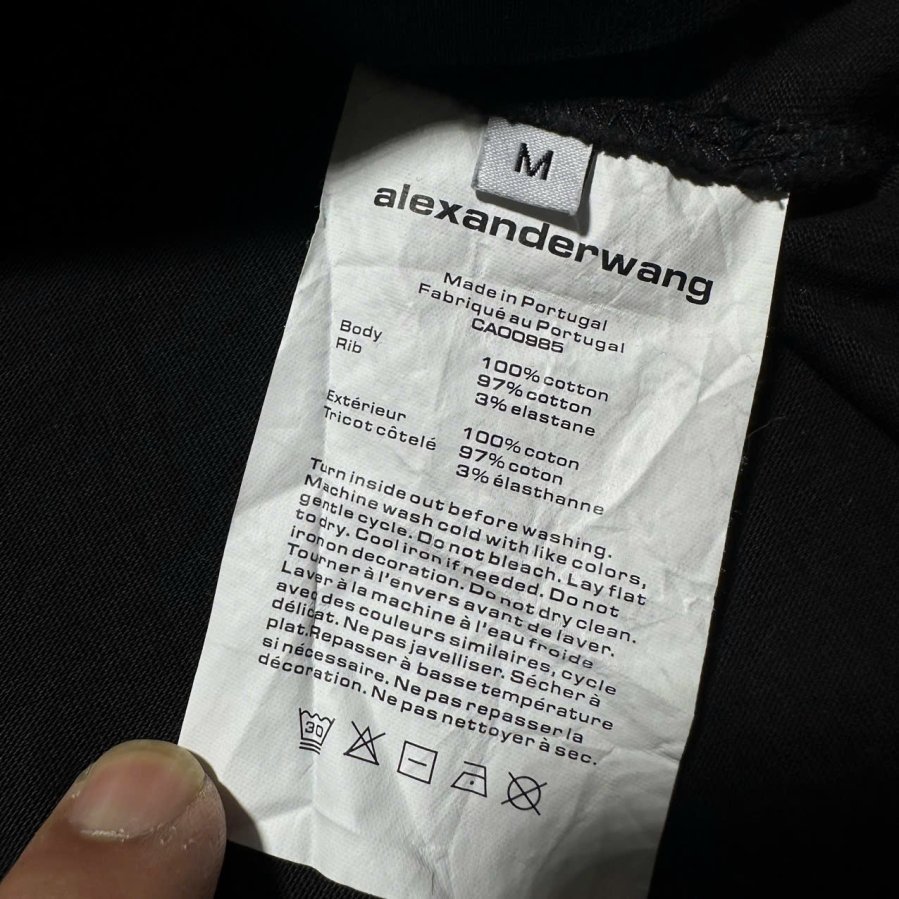 M
alexanderwang
Made in Portugal
Fabriqué au Portugal
CA00985
Body 100% cotton
Rib 97% cotton
3% elastane
Extérieur 100% coton
Tricot côtelé 97% coton
3% élasthanne
Turn inside out before washing.
Machine wash cold with like colors,
gentle cycle. Do not bleach. Lay flat
to dry. Cool iron if needed. Do not
iron on decoration. Do not dry clean.
Tourner à l'envers avant de laver.
Laver à la machine à l'eau froide
avec des couleurs similaires, cycle
délicat. Ne pas javelliser. Sécher à
plat.Repasser à basse température
si nécessaire. Ne pas repasser la
décoration. Ne pas nettoyer à sec.
30